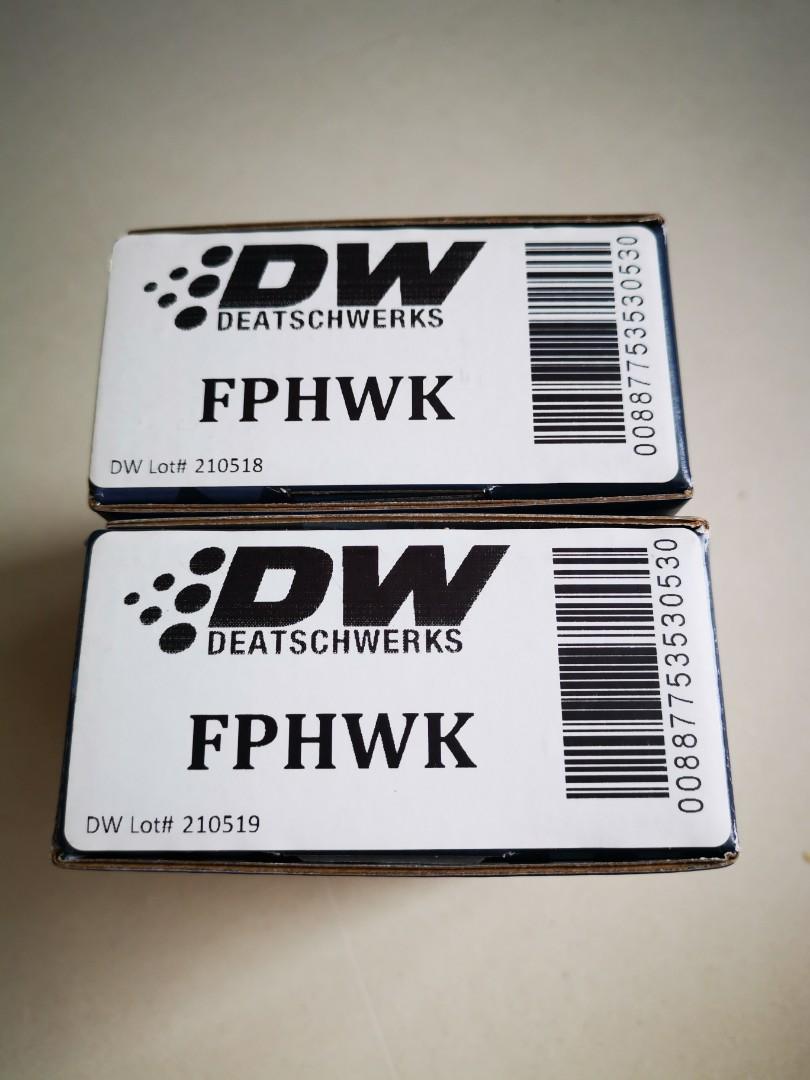 DW
DEATSCHWERKS
FPHWK
DW Lot# 210518
00887753530530
DW
DEATSCHWERKS
FPHWK
DW Lot# 210519
00887753530530